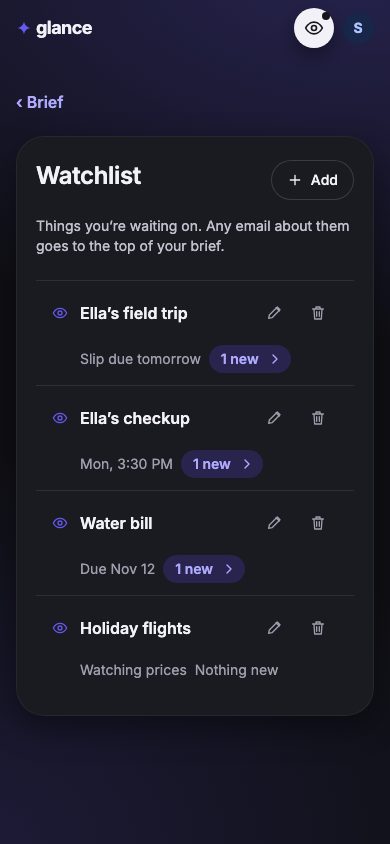 glance
S
‹ Brief
Watchlist
+ Add
Things you’re waiting on. Any email about them
goes to the top of your brief.
Ella’s field trip
Slip due tomorrow 1 new
Ella’s checkup
Mon, 3:30 PM 1 new
Water bill
Due Nov 12 1 new
Holiday flights
Watching prices Nothing new